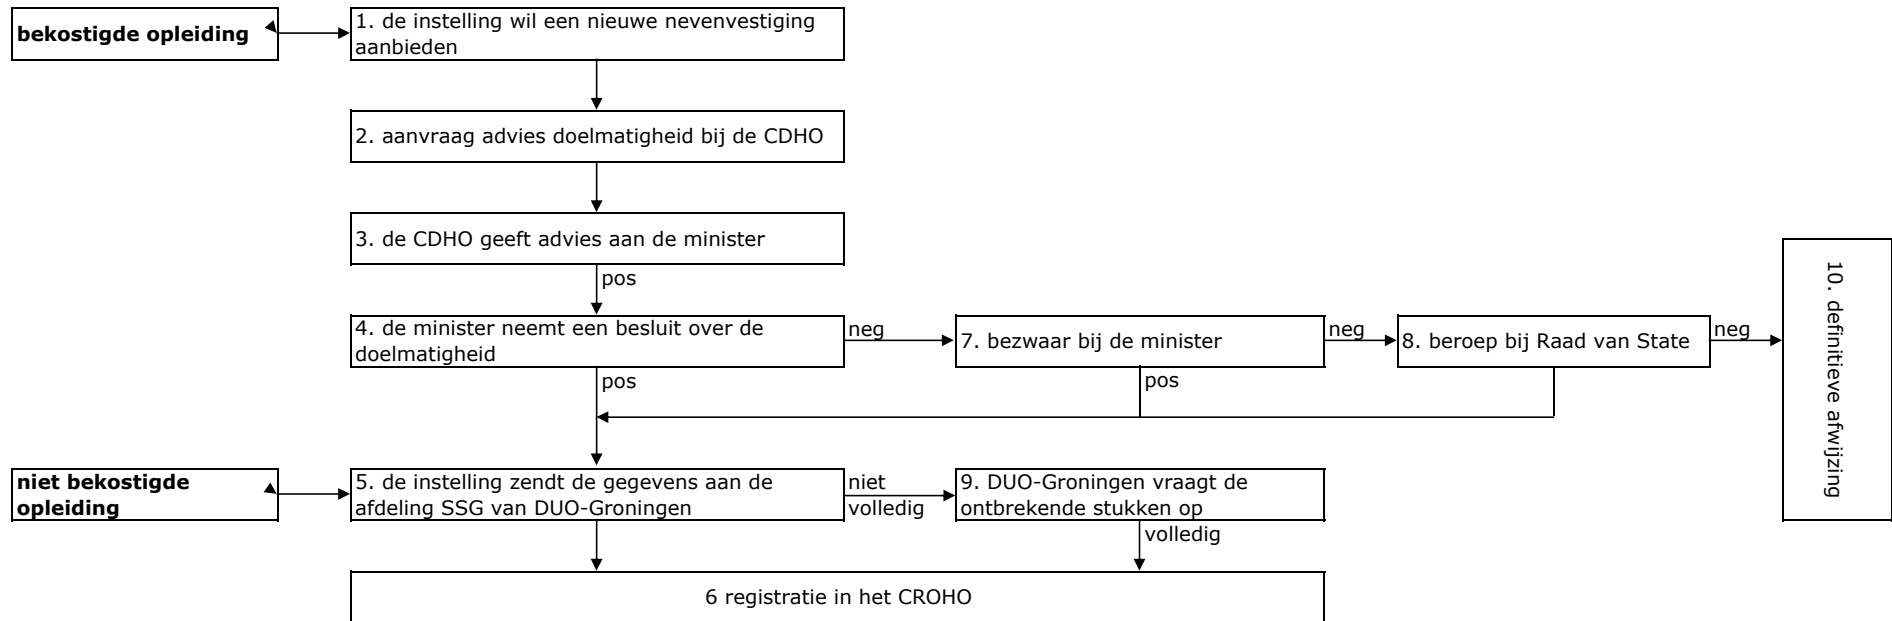 bekostigde opleiding
1. de instelling wil een nieuwe nevenvestiging
aanbieden
2. aanvraag advies doelmatigheid bij de CDHO
3. de CDHO geeft advies aan de minister
pos
4. de minister neemt een besluit over de
doelmatigheid
neg
7. bezwaar bij de minister
neg
8. beroep bij Raad van State
neg
10. definitieve afwijzing
pos
pos
niet bekostigde
opleiding
5. de instelling zendt de gegevens aan de
afdeling SSG van DUO-Groningen
niet
volledig
9. DUO-Groningen vraagt de
ontbrekende stukken op
volledig
6 registratie in het CROHO